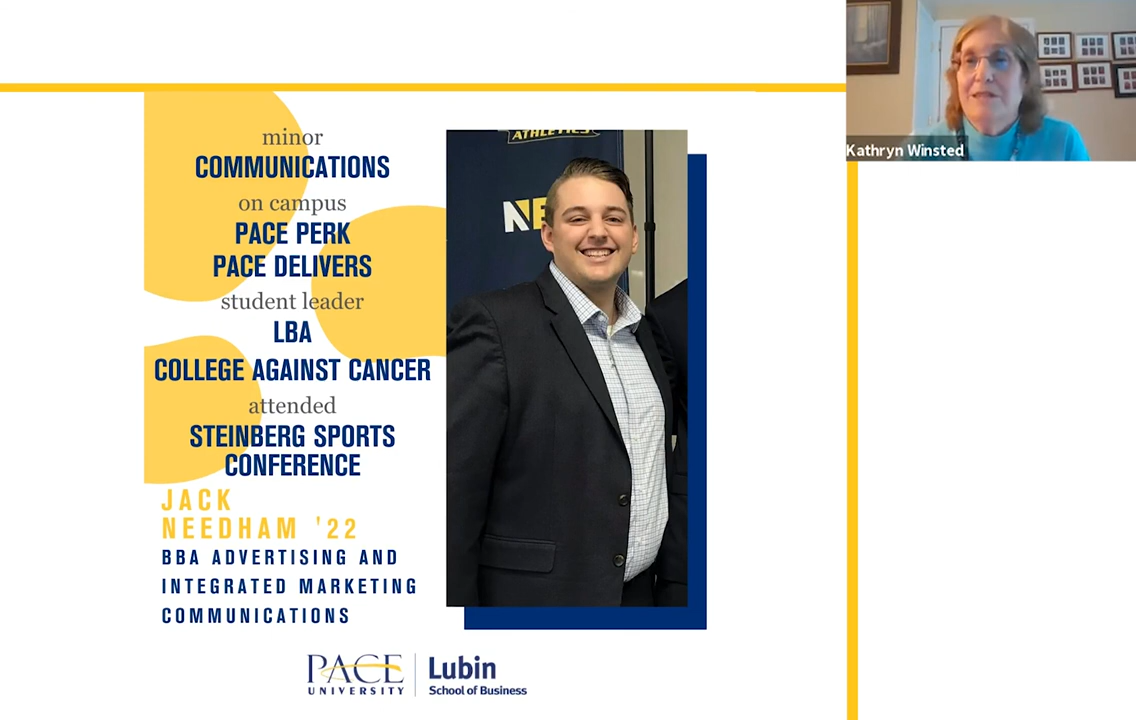 minor
COMMUNICATIONS
on campus
PACE PERK
PACE DELIVERS
student leader
LBA
COLLEGE AGAINST CANCER
attended
STEINBERG SPORTS
CONFERENCE
JACK
NEEDHAM '22
BBA ADVERTISING AND
INTEGRATED MARKETING
COMMUNICATIONS
ATHLETICS
PACE
UNIVERSITY
Lubin
School of Business
Kathryn Winsted